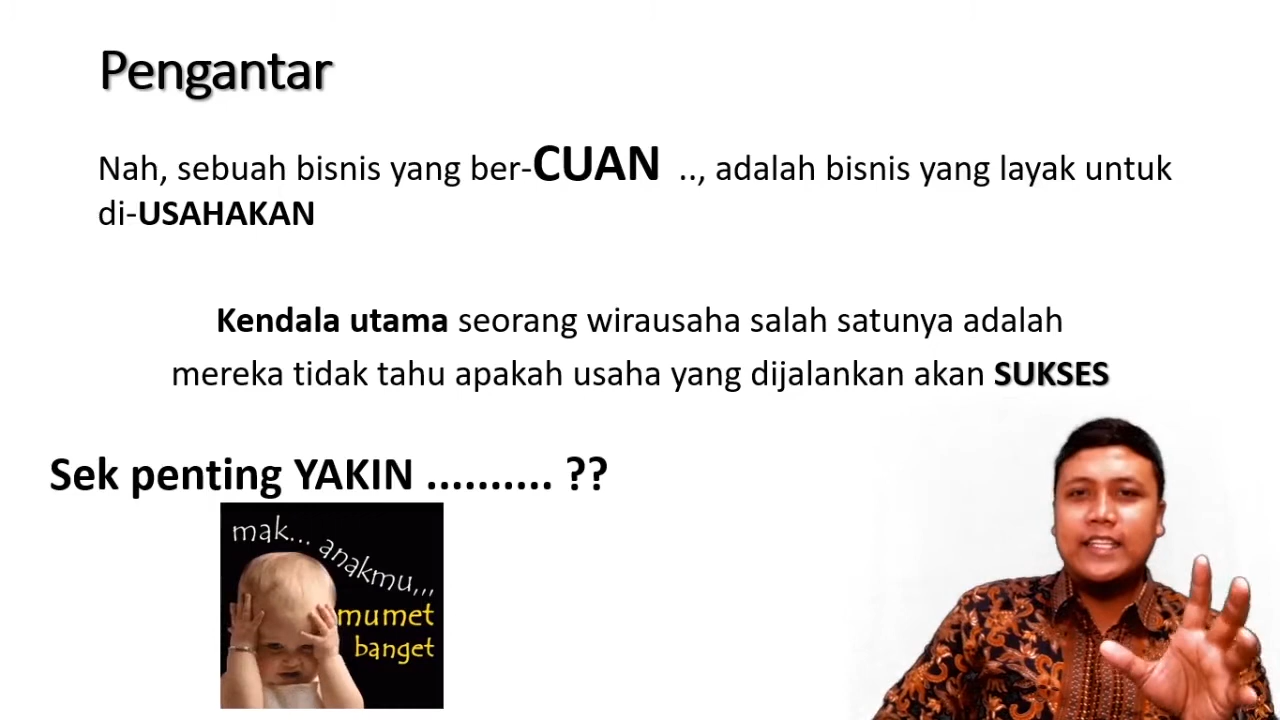 Pengantar
Nah, sebuah bisnis yang ber-CUAN .., adalah bisnis yang layak untuk
di-USAHAKAN
Kendala utama seorang wirausaha salah satunya adalah
mereka tidak tahu apakah usaha yang dijalankan akan SUKSES
Sek penting YAKIN .......... ??
mak... anakmu,,,
mumet
banget